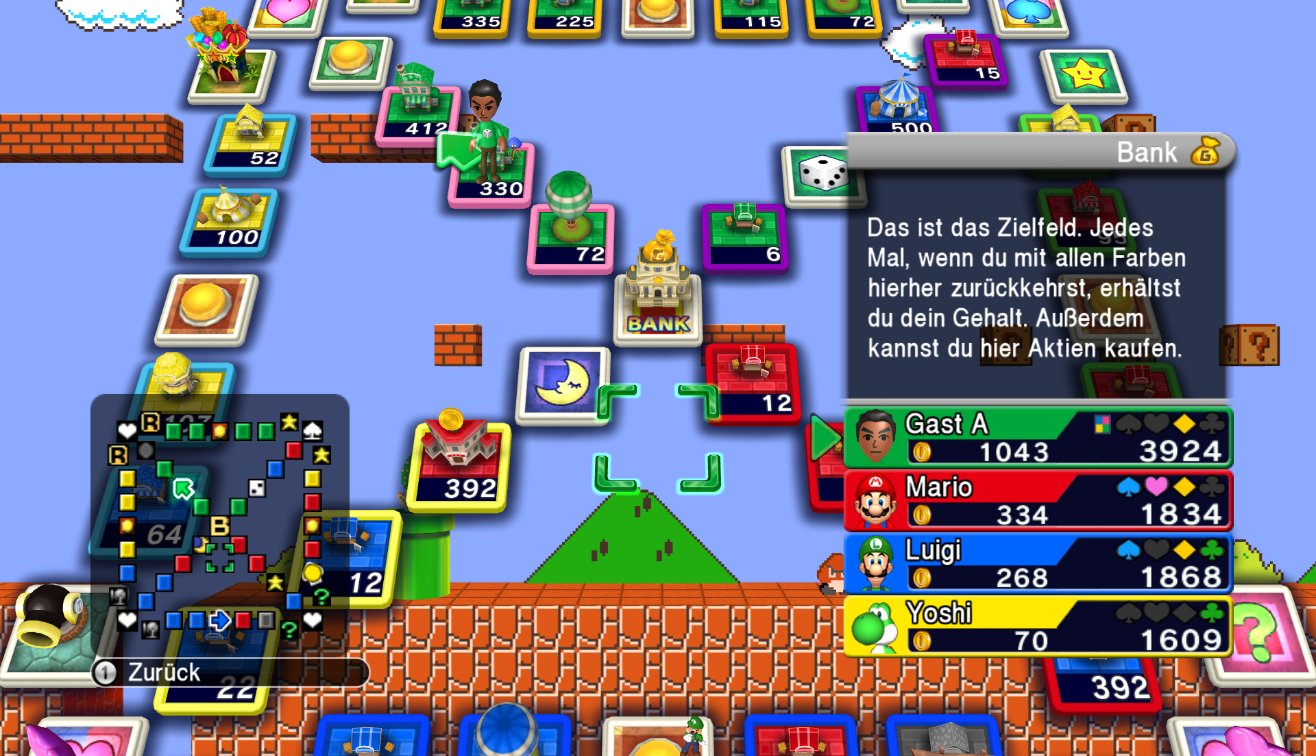 335
225
115
72
15
52
412
500
100
330
72
6
Bank
Das ist das Zielfeld. Jedes
Mal, wenn du mit allen Farben
hierher zurückkehrst, erhältst
du dein Gehalt. Außerdem
kannst du hier Aktien kaufen.
BANK
12
392
64
12
22
392
R
R
B
?
?
?
1 Zurück
Gast A
1043 3924
Mario
334 1834
Luigi
268 1868
Yoshi
70 1609